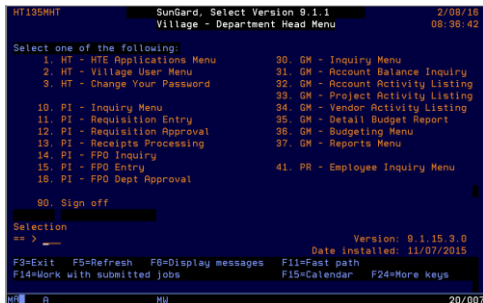 HT135MHT SunGard, Select Version 9.1.1 2/08/16
Village - Department Head Menu 08:36:42
Select one of the following:
1. HT - HTE Applications Menu 30. GM - Inquiry Menu
2. HT - Village User Menu 31. GM - Account Balance Inquiry
3. HT - Change Your Password 32. GM - Account Activity Listing
33. GM - Project Activity Listing
10. PI - Inquiry Menu 34. GM - Vendor Activity Listing
11. PI - Requisition Entry 35. GM - Detail Budget Report
12. PI - Requisition Approval 36. GM - Budgeting Menu
13. PI - Receipts Processing 37. GM - Reports Menu
14. PI - FPO Inquiry
15. PI - FPO Entry 41. PR - Employee Inquiry Menu
16. PI - FPO Dept Approval
90. Sign off
Selection
== > __ Version: 9.1.15.3.0
Date installed: 11/07/2015
F3=Exit F5=Refresh F6=Display messages F11=Fast path
F14=Work with submitted jobs F15=Calendar F24=More keys
MA A MW 20/007